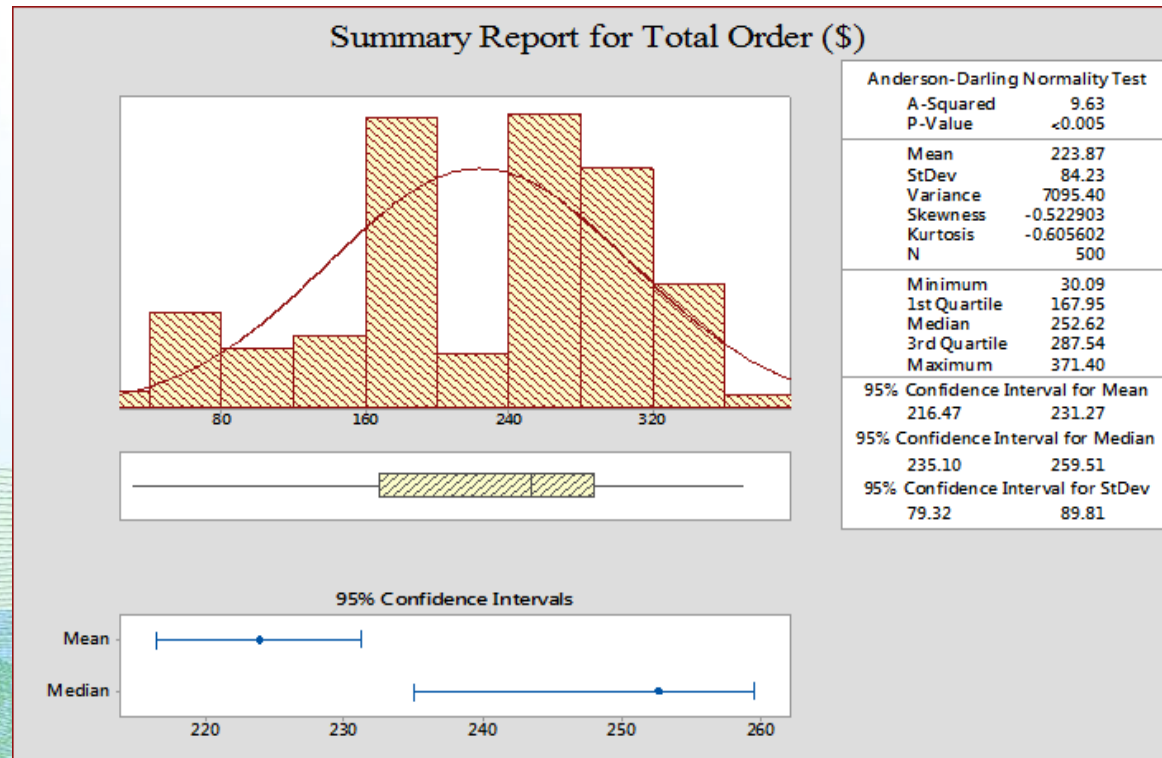 Summary Report for Total Order ($)
80 160 240 320
95% Confidence Intervals
Mean
Median
220 230 240 250 260
Anderson-Darling Normality Test
A-Squared 9.63
P-Value <0.005
Mean 223.87
StDev 84.23
Variance 7095.40
Skewness -0.522903
Kurtosis -0.605602
N 500
Minimum 30.09
1st Quartile 167.95
Median 252.62
3rd Quartile 287.54
Maximum 371.40
95% Confidence Interval for Mean
216.47 231.27
95% Confidence Interval for Median
235.10 259.51
95% Confidence Interval for StDev
79.32 89.81